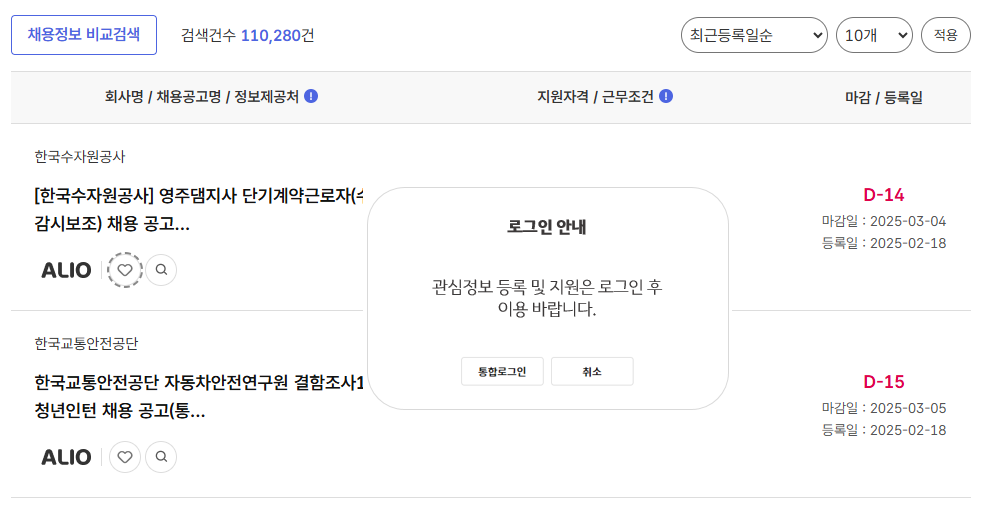 채용정보 비교검색
검색건수 110,280건
최근등록일순
10개
적용
회사명 / 채용공고명 / 정보제공처
지원자격 / 근무조건
마감 / 등록일
한국수자원공사
[한국수자원공사] 영주댐지사 단기계약근로자(
감시보조) 채용 공고...
ALIO
D-14
마감일 : 2025-03-04
등록일 : 2025-02-18
로그인 안내
관심정보 등록 및 지원은 로그인 후
이용 바랍니다.
통합로그인
취소
한국교통안전공단
한국교통안전공단 자동차안전연구원 결함조사1
청년인턴 채용 공고(통...
ALIO
D-15
마감일 : 2025-03-05
등록일 : 2025-02-18